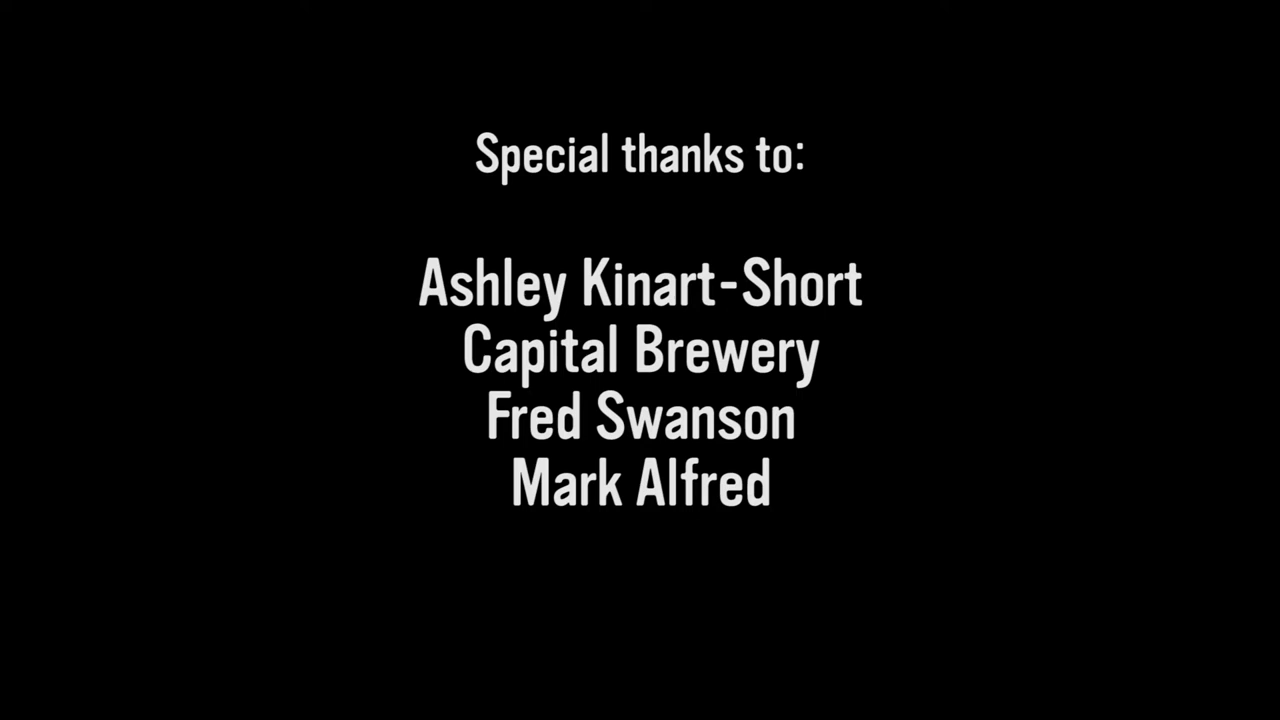 Special thanks to:
Ashley Kinart-Short
Capital Brewery
Fred Swanson
Mark Alfred